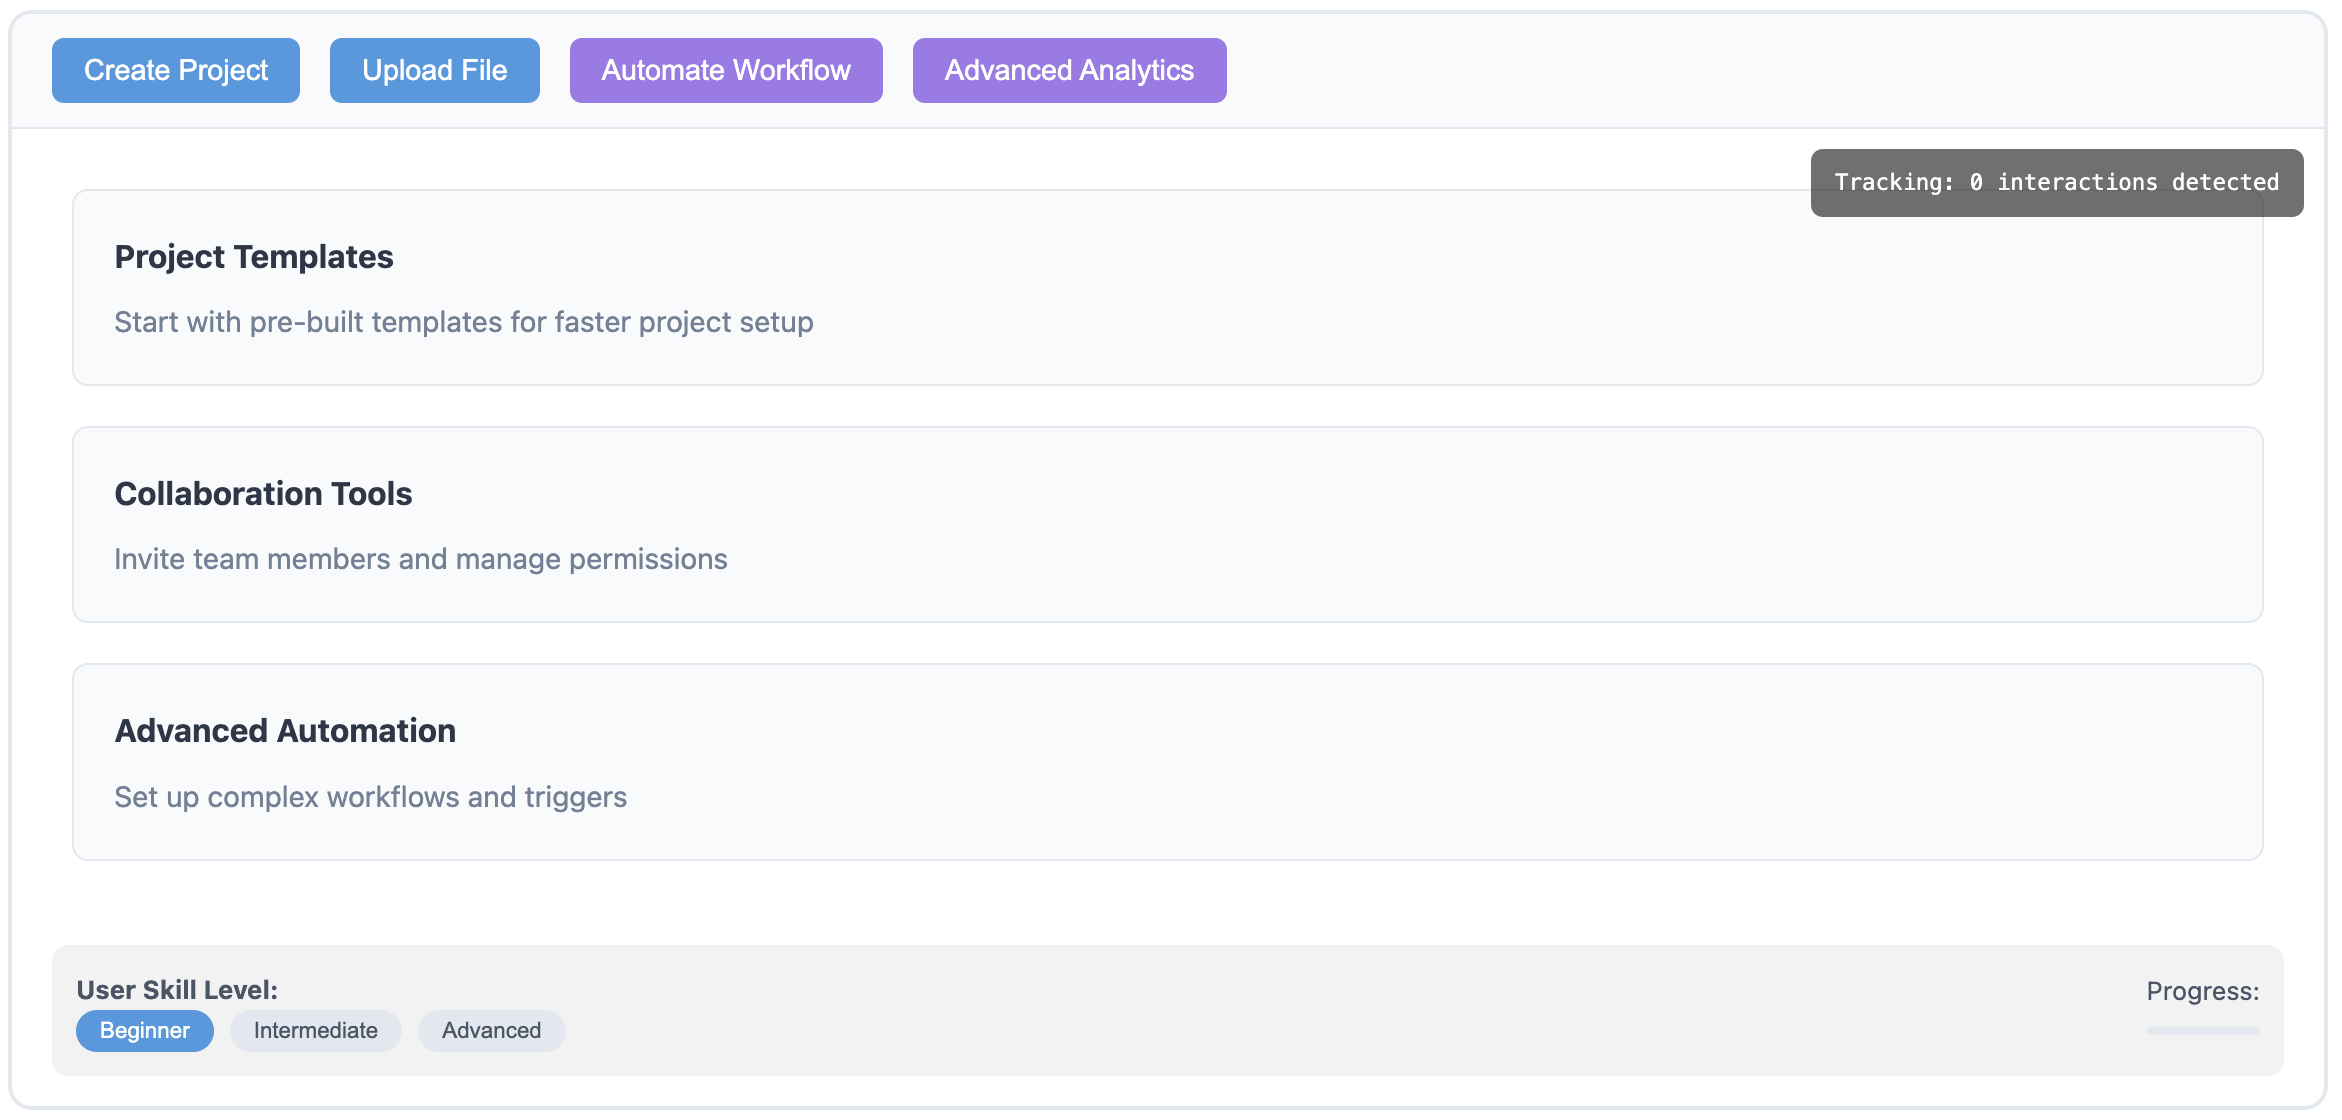 Create Project
Upload File
Automate Workflow
Advanced Analytics
Tracking: 0 interactions detected
Project Templates
Start with pre-built templates for faster project setup
Collaboration Tools
Invite team members and manage permissions
Advanced Automation
Set up complex workflows and triggers
User Skill Level:
Beginner
Intermediate
Advanced
Progress: